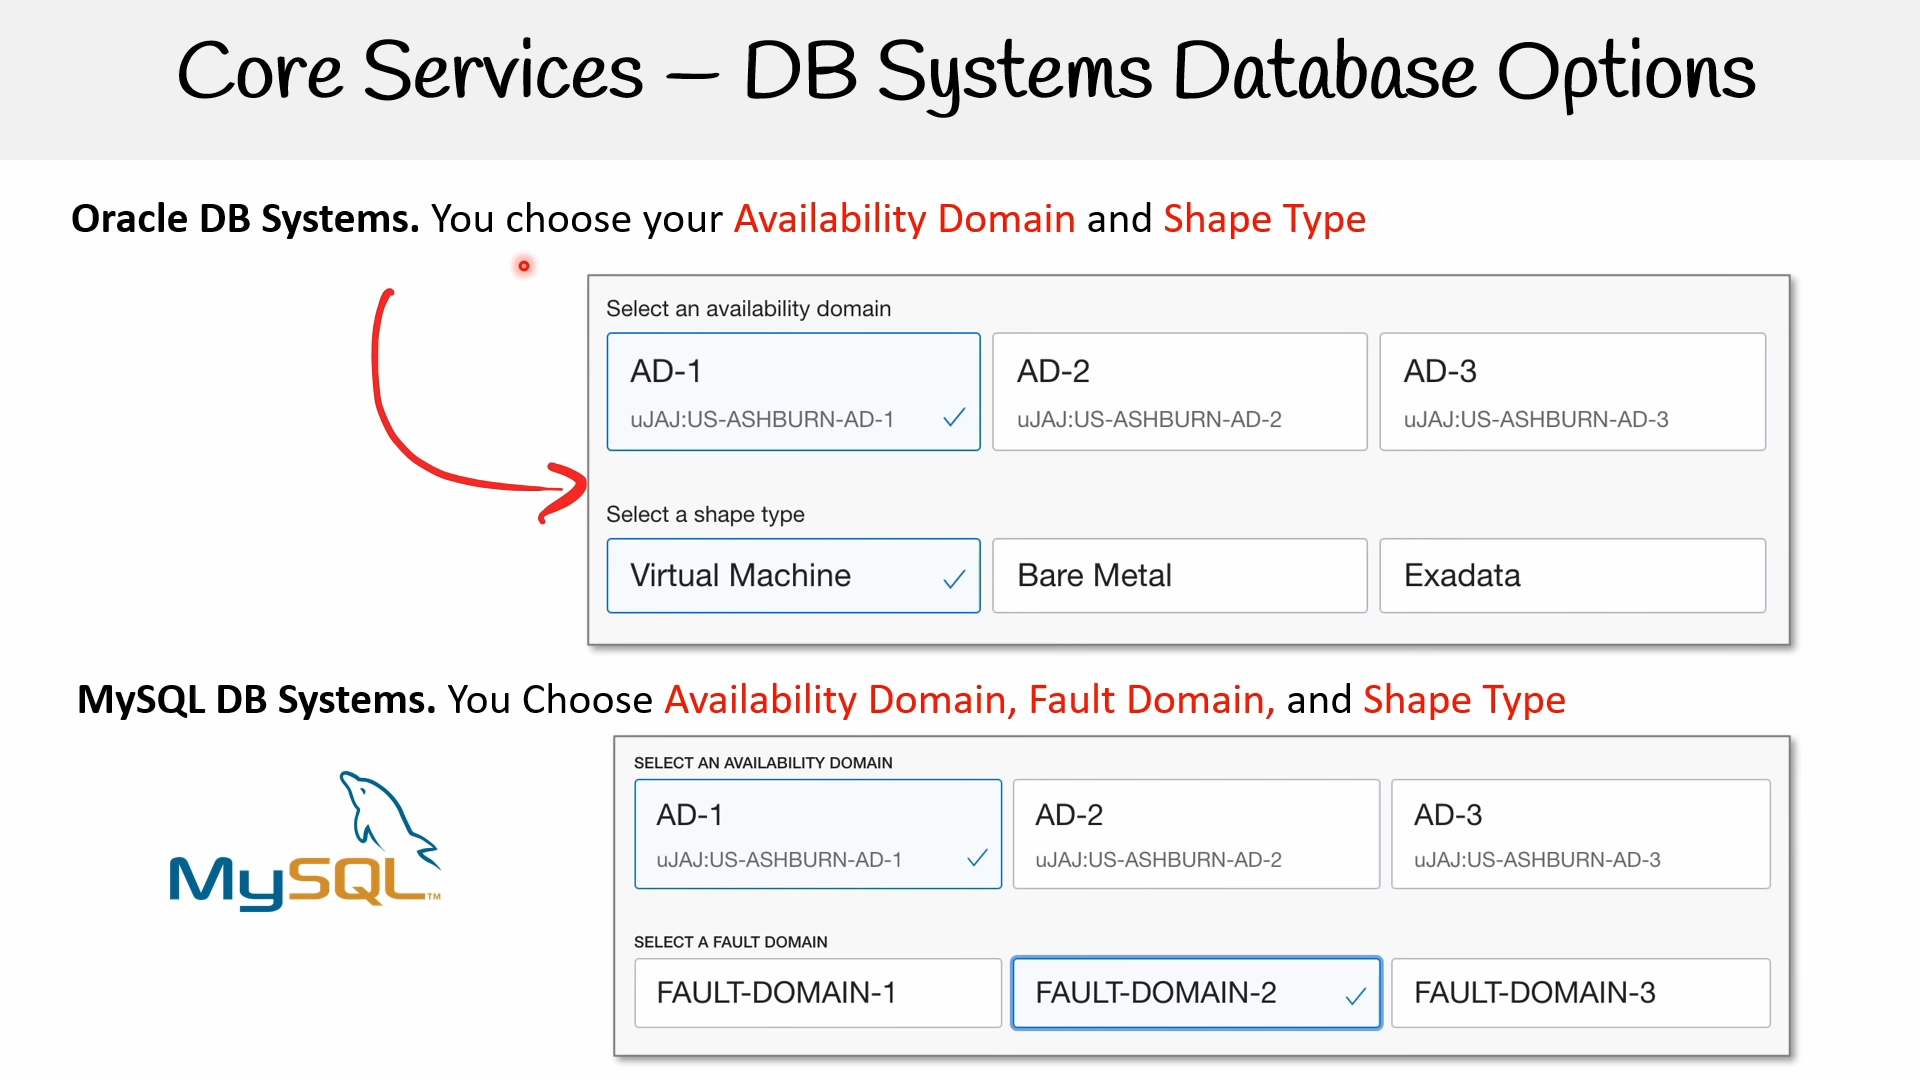 Core Services – DB Systems Database Options
Oracle DB Systems. You choose your Availability Domain and Shape Type
Select an availability domain
AD-1 AD-2 AD-3
uJAJ:US-ASHBURN-AD-1 uJAJ:US-ASHBURN-AD-2 uJAJ:US-ASHBURN-AD-3
Select a shape type
Virtual Machine Bare Metal Exadata
MySQL DB Systems. You Choose Availability Domain, Fault Domain, and Shape Type
MySQL™
SELECT AN AVAILABILITY DOMAIN
AD-1 AD-2 AD-3
uJAJ:US-ASHBURN-AD-1 uJAJ:US-ASHBURN-AD-2 uJAJ:US-ASHBURN-AD-3
SELECT A FAULT DOMAIN
FAULT-DOMAIN-1 FAULT-DOMAIN-2 FAULT-DOMAIN-3